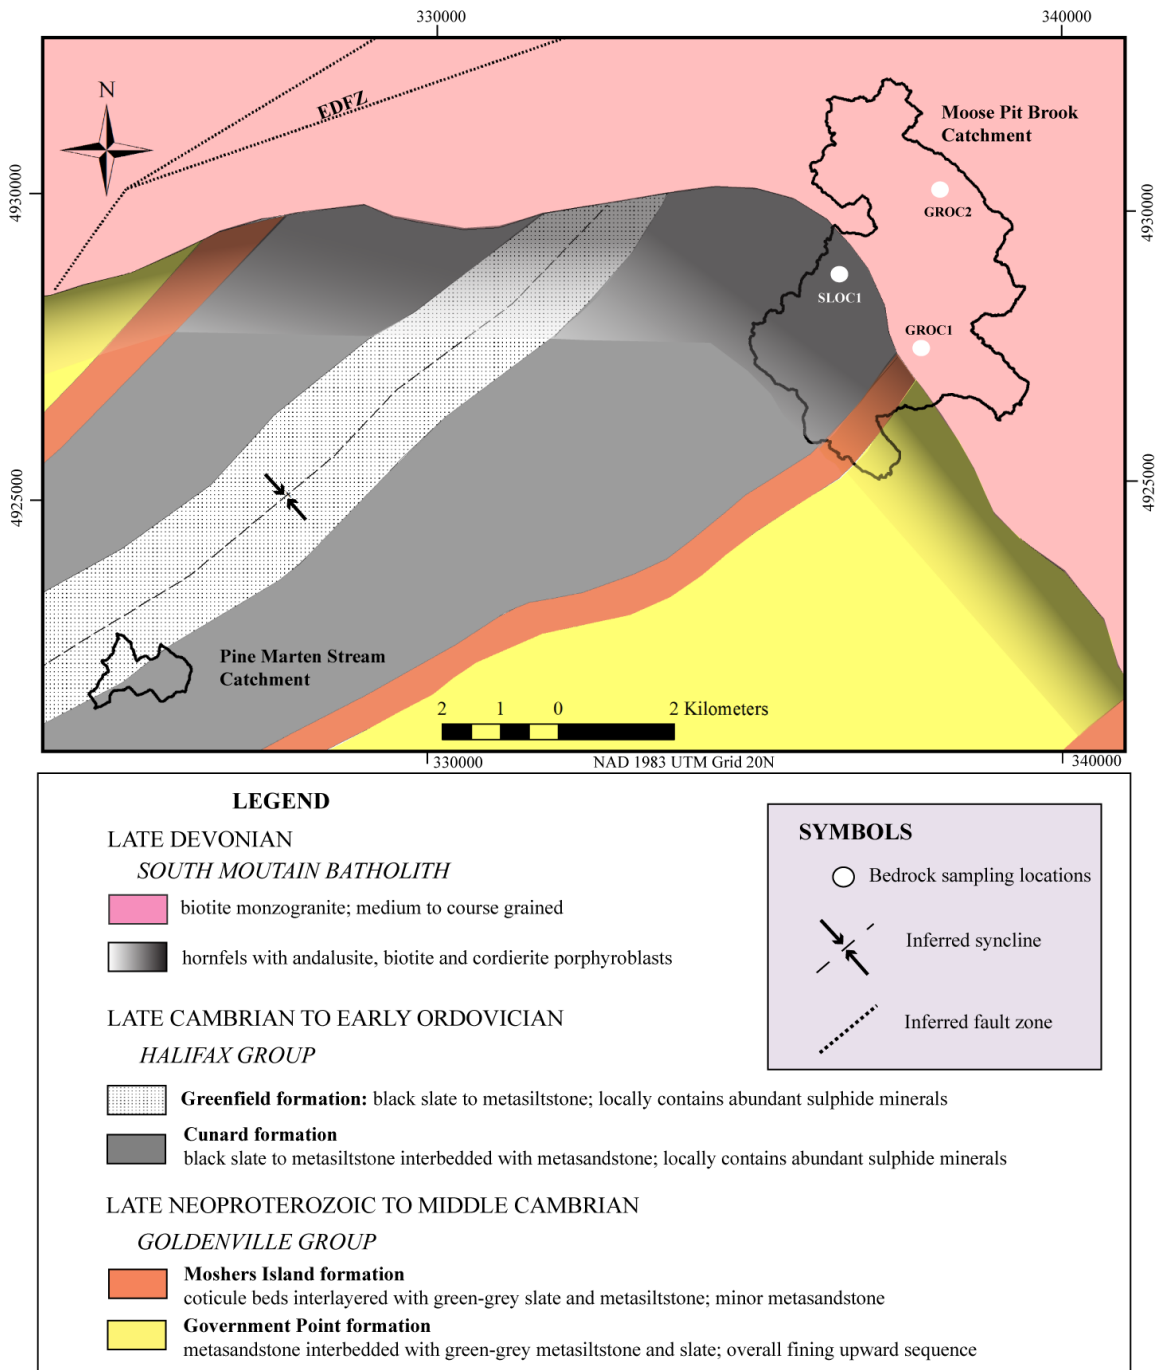 330000
340000
N
EDFZ
Moose Pit Brook
Catchment
4930000
4930000
GROC2
SLOC1
GROC1
4925000
4925000
Pine Marten Stream
Catchment
2 1 0 2 Kilometers
330000
NAD 1983 UTM Grid 20N
340000
LEGEND
LATE DEVONIAN
SOUTH MOUTAIN BATHOLITH
biotite monzogranite; medium to course grained
hornfels with andalusite, biotite and cordierite porphyroblasts
LATE CAMBRIAN TO EARLY ORDOVICIAN
HALIFAX GROUP
Greenfield formation: black slate to metasiltstone; locally contains abundant sulphide minerals
Cunard formation
black slate to metasiltstone interbedded with metasandstone; locally contains abundant sulphide minerals
LATE NEOPROTEROZOIC TO MIDDLE CAMBRIAN
GOLDENVILLE GROUP
Moshers Island formation
coticule beds interlayered with green-grey slate and metasiltstone; minor metasandstone
Government Point formation
metasandstone interbedded with green-grey metasiltstone and slate; overall fining upward sequence
SYMBOLS
Bedrock sampling locations
Inferred syncline
Inferred fault zone